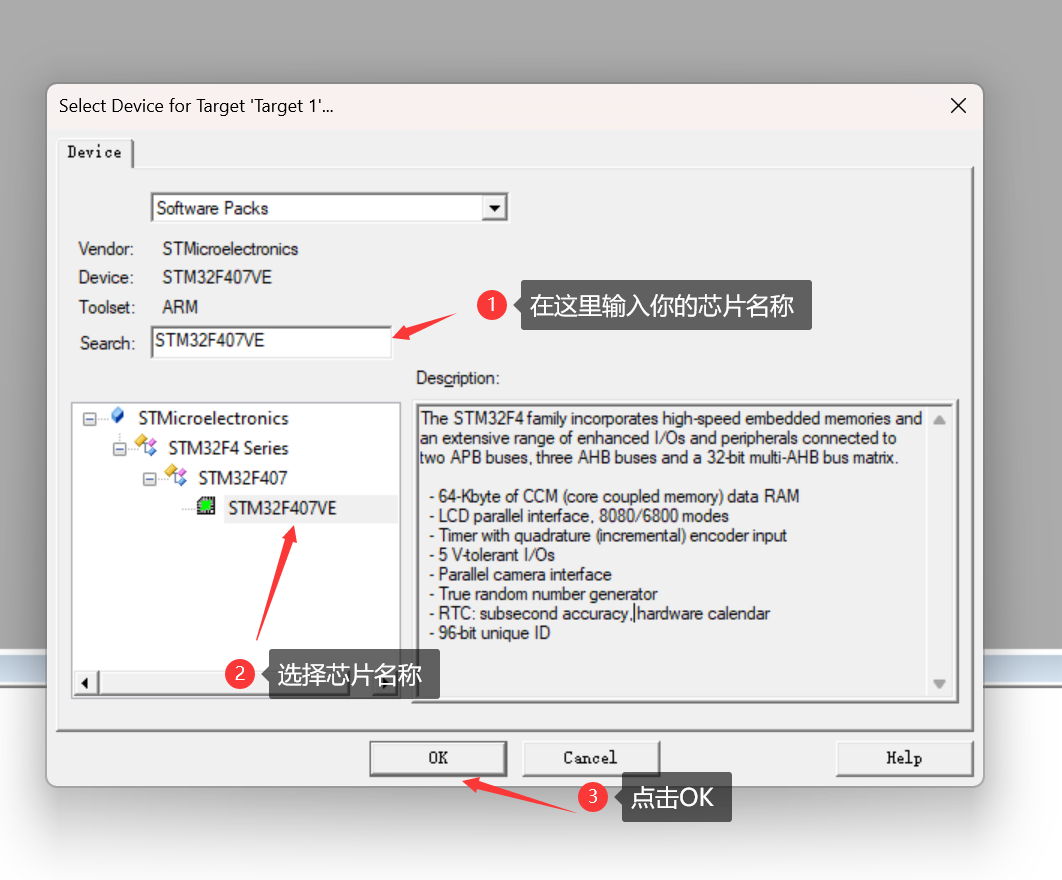 Select Device for Target 'Target 1'...
Device
Software Packs
Vendor: STMicroelectronics
Device: STM32F407VE
Toolset: ARM
Search: STM32F407VE
1 在这里输入你的芯片名称
Description:
STMicroelectronics
STM32F4 Series
STM32F407
STM32F407VE
The STM32F4 family incorporates high-speed embedded memories and
an extensive range of enhanced I/Os and peripherals connected to
two APB buses, three AHB buses and a 32-bit multi-AHB bus matrix.
- 64-Kbyte of CCM (core coupled memory) data RAM
- LCD parallel interface, 8080/6800 modes
- Timer with quadrature (incremental) encoder input
- 5 V-tolerant I/Os
- Parallel camera interface
- True random number generator
- RTC: subsecond accuracy, hardware calendar
- 96-bit unique ID
2 选择芯片名称
OK
Cancel
Help
3 点击OK